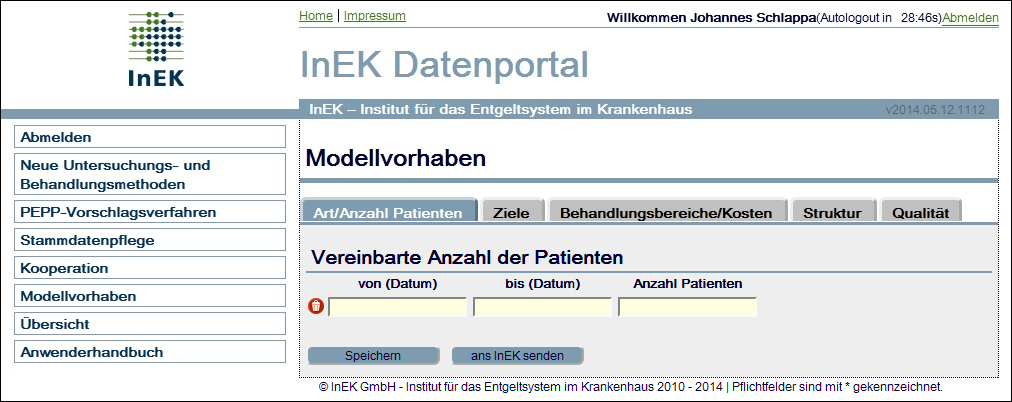 InEK
Home | Impressum
Willkommen Johannes Schlappa(Autologout in 28:46s)Abmelden
InEK Datenportal
InEK – Institut für das Entgeltsystem im Krankenhaus
v2014.05.12.1112
Abmelden
Neue Untersuchungs- und
Behandlungsmethoden
PEPP-Vorschlagsverfahren
Stammdatenpflege
Kooperation
Modellvorhaben
Übersicht
Anwenderhandbuch
Modellvorhaben
Art/Anzahl Patienten Ziele Behandlungsbereiche/Kosten Struktur Qualität
Vereinbarte Anzahl der Patienten
von (Datum) bis (Datum) Anzahl Patienten
Speichern ans InEK senden
© InEK GmbH - Institut für das Entgeltsystem im Krankenhaus 2010 - 2014 | Pflichtfelder sind mit * gekennzeichnet.